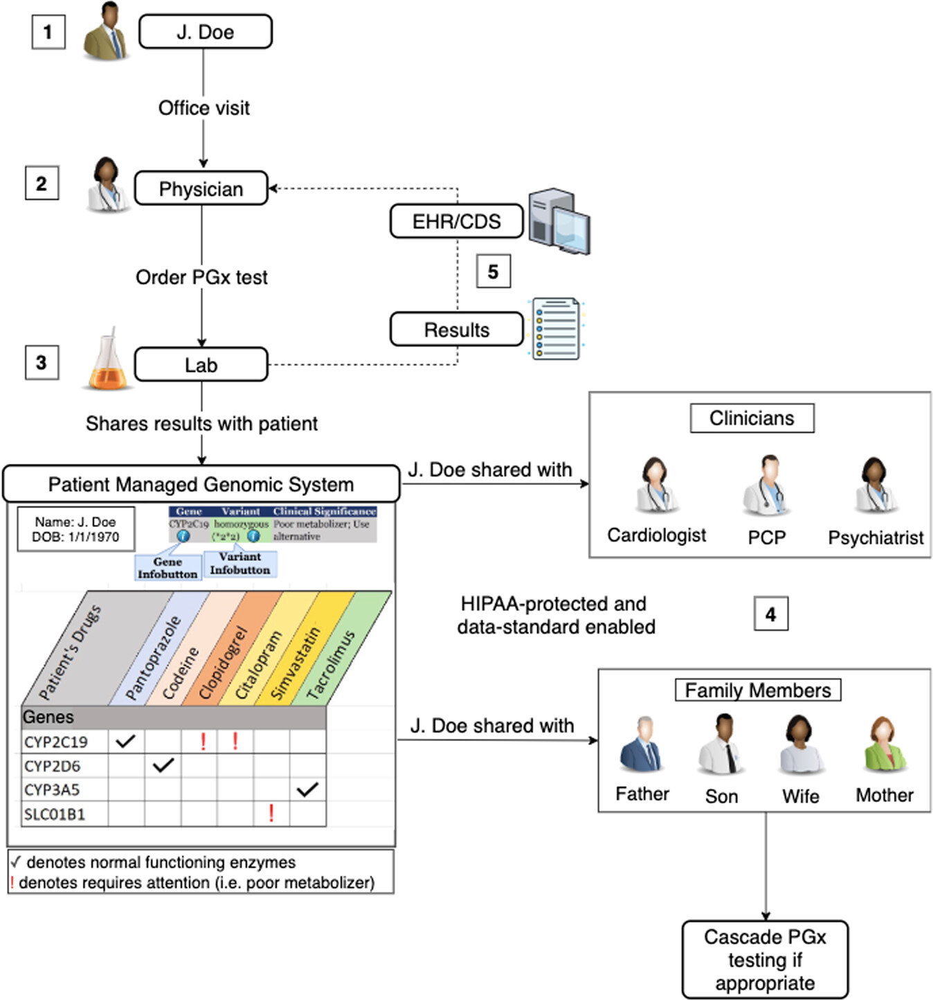 1
J. Doe
Office visit
2
Physician
EHR/CDS
5
Order PGx test
Results
3
Lab
Shares results with patient
Patient Managed Genomic System
Name: J. Doe
DOB: 1/1/1970
Gene Variant Clinical Significance
CYP2C19 homozygous Poor metabolizer; Use
(*2*2) alternative
Gene
Infobutton
Variant
Infobutton
Patient's Drugs
Pantoprazole
Codeine
Clopidogrel
Citalopram
Simvastatin
Tacrolimus
Genes
CYP2C19 ✓ ! !
CYP2D6 ✓
CYP3A5 ✓
SLC01B1 !
✓ denotes normal functioning enzymes
! denotes requires attention (i.e. poor metabolizer)
J. Doe shared with
Clinicians
Cardiologist
PCP
Psychiatrist
HIPAA-protected and
data-standard enabled
4
J. Doe shared with
Family Members
Father
Son
Wife
Mother
Cascade PGx
testing if
appropriate